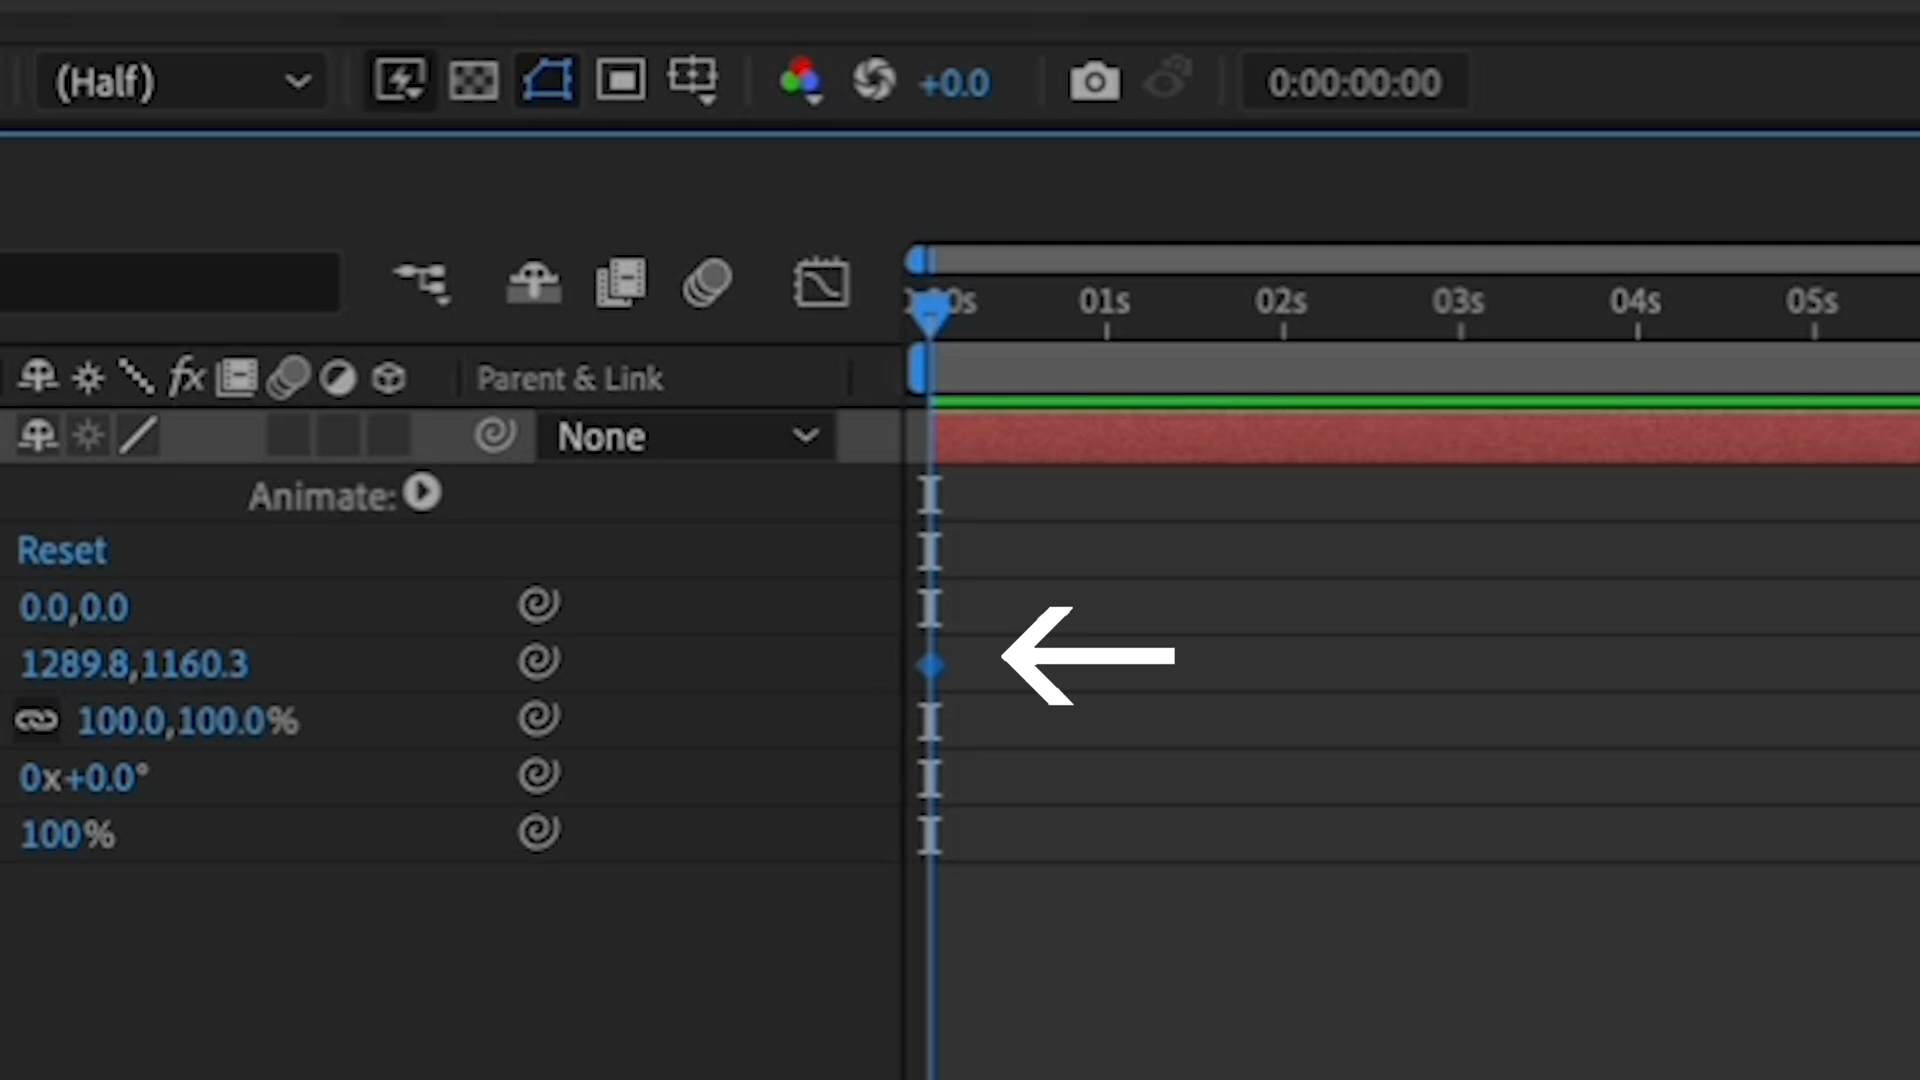 (Half) +0.0 0:00:00:00
01s 02s 03s 04s 05s
fx Parent & Link
None
Animate:
Reset
0.0,0.0
1289.8,1160.3
100.0,100.0%
0x+0.0°
100%